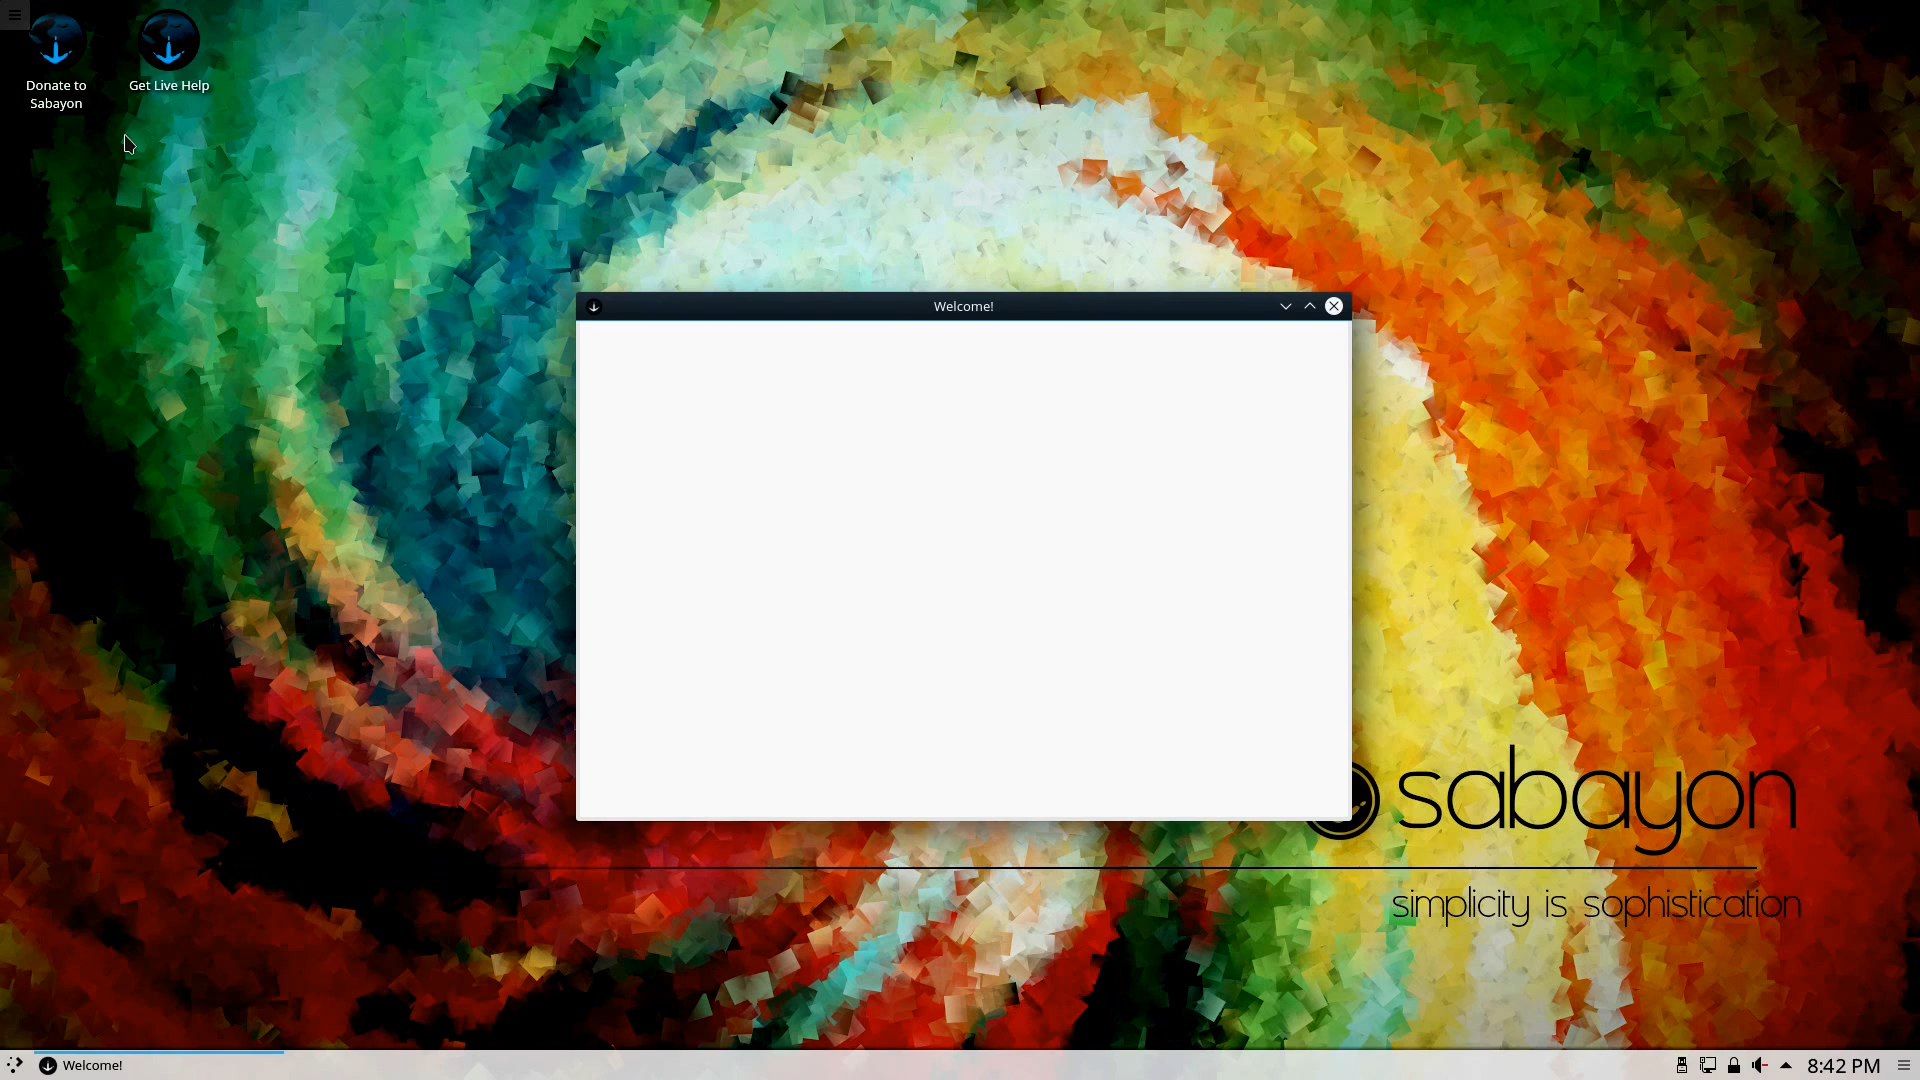 Donate to
Sabayon
Get Live Help
Welcome!
sabayon
simplicity is sophistication
Welcome!
8:42 PM